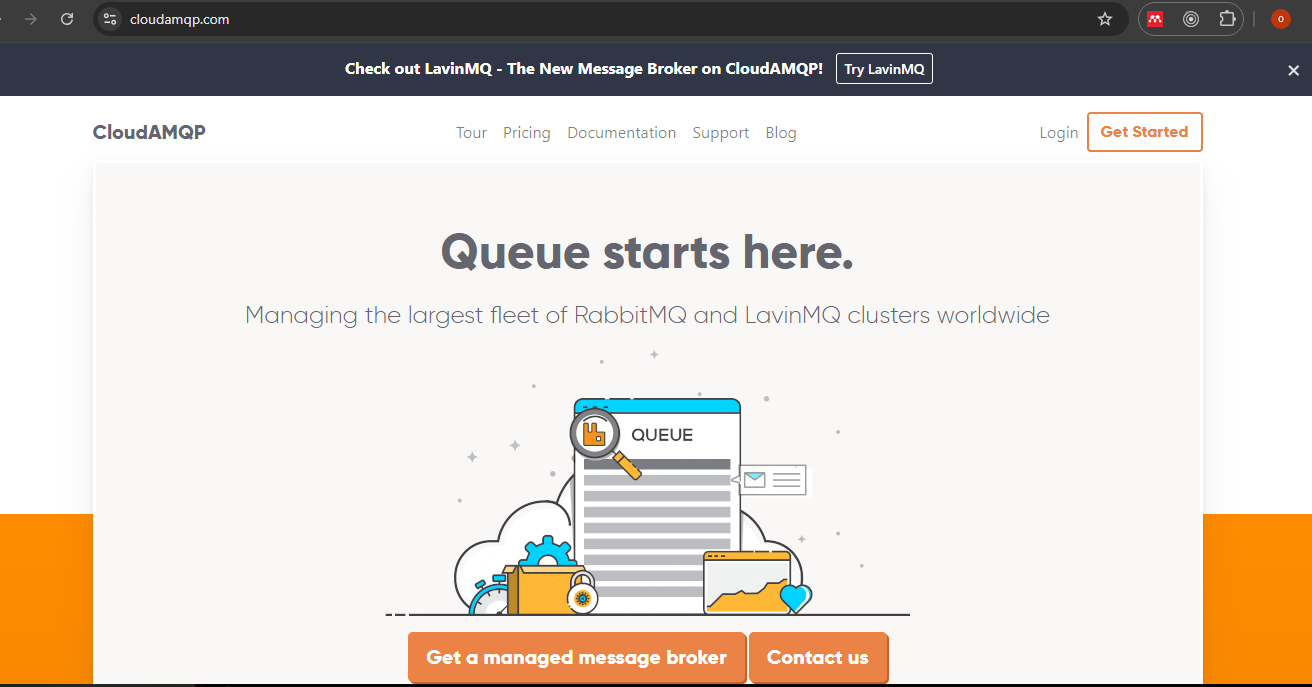 cloudamqp.com
O
Check out LavinMQ - The New Message Broker on CloudAMQP! Try LavinMQ
CloudAMQP Tour Pricing Documentation Support Blog Login Get Started
Queue starts here.
Managing the largest fleet of RabbitMQ and LavinMQ clusters worldwide
QUEUE
Get a managed message broker Contact us